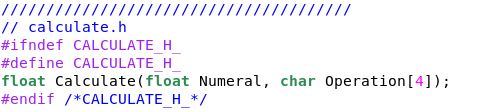 ///////////////////////////////////////
// calculate.h
#ifndef CALCULATE_H_
#define CALCULATE_H_
float Calculate(float Numeral, char Operation[4]);
#endif /*CALCULATE_H_*/